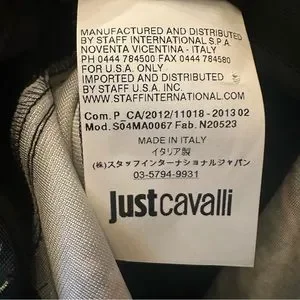 MANUFACTURED AND DISTRIBUTED
BY STAFF INTERNATIONAL S.P.A.
NOVENTA VICENTINA - ITALY
PH 0444 784500 FAX 0444 784580
FOR U.S.A. ONLY
IMPORTED AND DISTRIBUTED
BY STAFF U.S.A. INC.
WWW.STAFFINTERNATIONAL.COM
Com. P_CA/2012/11018 - 2013 02
Mod. S04MA0067 Fab. N20523
MADE IN ITALY
イタリア製
(株)スタッフインターナショナルジャパン
03-5794-9931
justcavalli